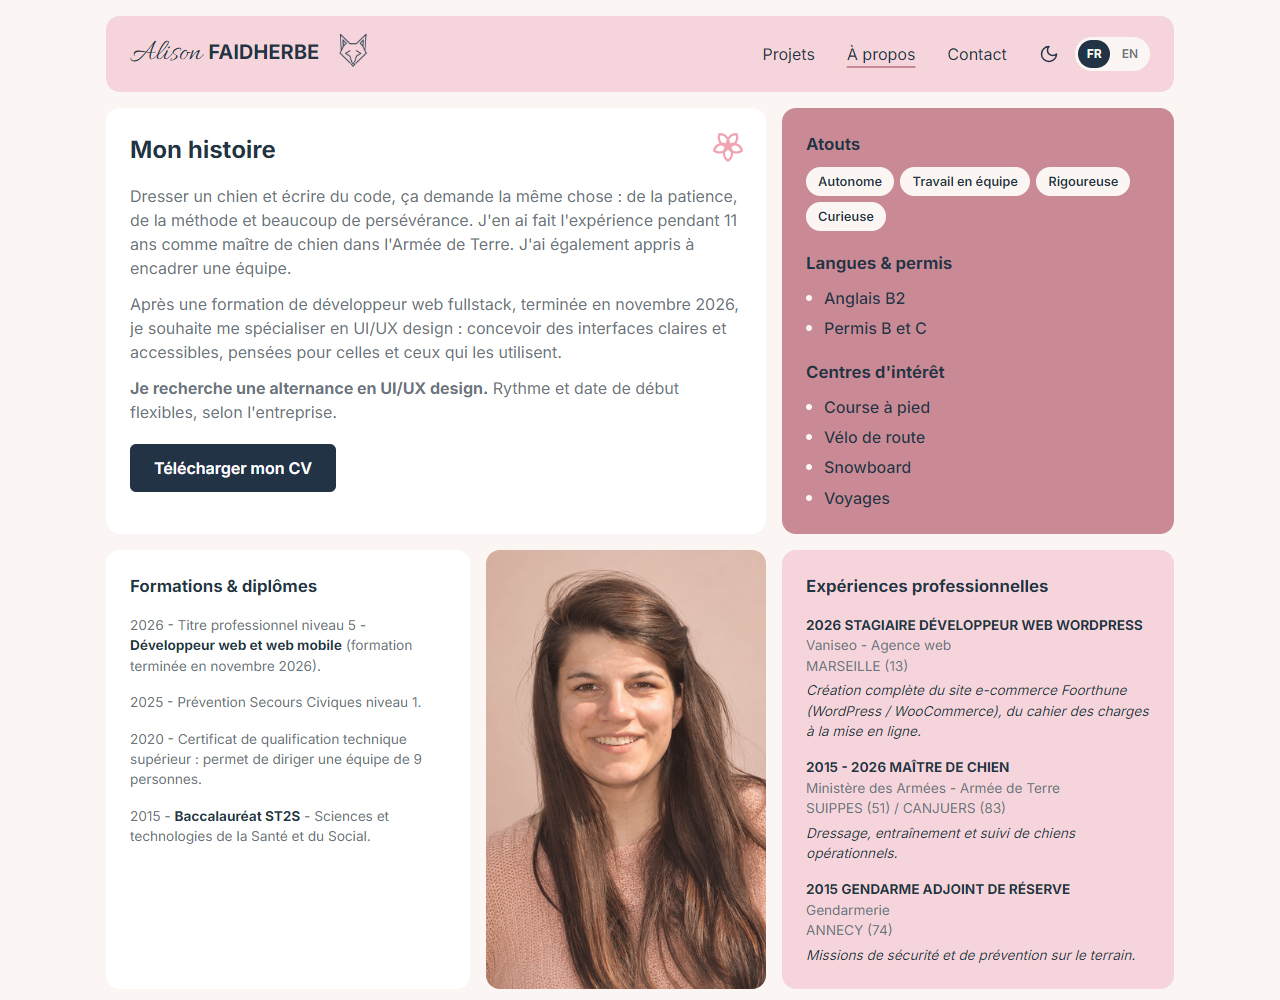 Alison FAIDHERBE
Projets
À propos
Contact
FR
EN
Mon histoire
Dresser un chien et écrire du code, ça demande la même chose : de la patience,
de la méthode et beaucoup de persévérance. J'en ai fait l'expérience pendant 11
ans comme maître de chien dans l'Armée de Terre. J'ai également appris à
encadrer une équipe.
Après une formation de développeur web fullstack, terminée en novembre 2026,
je souhaite me spécialiser en UI/UX design : concevoir des interfaces claires et
accessibles, pensées pour celles et ceux qui les utilisent.
Je recherche une alternance en UI/UX design. Rythme et date de début
flexibles, selon l'entreprise.
Télécharger mon CV
Atouts
Autonome
Travail en équipe
Rigoureuse
Curieuse
Langues & permis
Anglais B2
Permis B et C
Centres d'intérêt
Course à pied
Vélo de route
Snowboard
Voyages
Formations & diplômes
2026 - Titre professionnel niveau 5 -
Développeur web et web mobile (formation
terminée en novembre 2026).
2025 - Prévention Secours Civiques niveau 1.
2020 - Certificat de qualification technique
supérieur : permet de diriger une équipe de 9
personnes.
2015 - Baccalauréat ST2S - Sciences et
technologies de la Santé et du Social.
Expériences professionnelles
2026 STAGIAIRE DÉVELOPPEUR WEB WORDPRESS
Vaniseo - Agence web
MARSEILLE (13)
Création complète du site e-commerce Foorthune
(WordPress / WooCommerce), du cahier des charges
à la mise en ligne.
2015 - 2026 MAÎTRE DE CHIEN
Ministère des Armées - Armée de Terre
SUIPPES (51) / CANJUERS (83)
Dressage, entraînement et suivi de chiens
opérationnels.
2015 GENDARME ADJOINT DE RÉSERVE
Gendarmerie
ANNECY (74)
Missions de sécurité et de prévention sur le terrain.